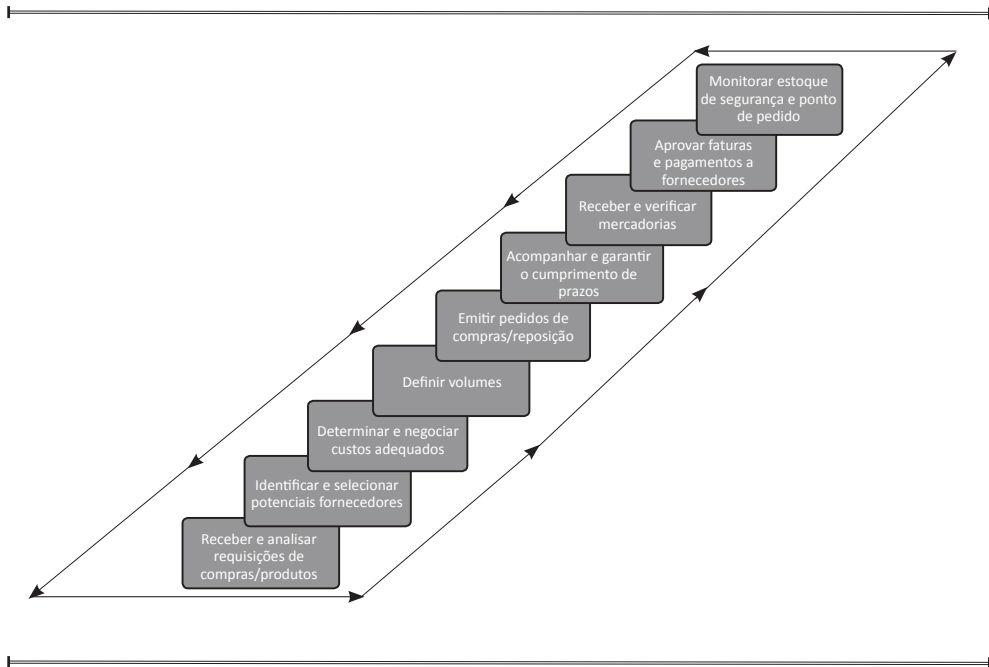 Monitorar estoque
de segurança e ponto
de pedido
Aprovar faturas
e pagamentos a
fornecedores
Receber e verificar
mercadorias
Acompanhar e garantir
o cumprimento de
prazos
Emitir pedidos de
compras/reposição
Definir volumes
Determinar e negociar
custos adequados
Identificar e selecionar
potenciais fornecedores
Receber e analisar
requisições de
compras/produtos